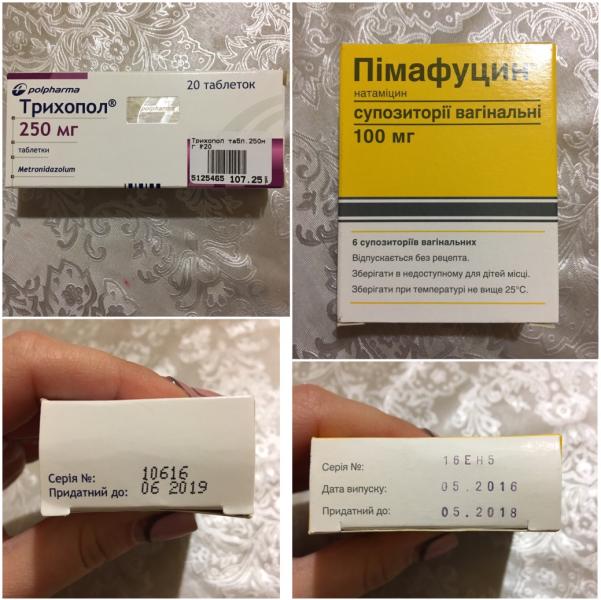 polpharma
20 таблеток
Трихопол®
250 мг
таблетки
Metronidazolum
Трихопол табл.250м
г №20
5125465 107.25
Пімафуцин®
натаміцин
супозиторії вагінальні
100 мг
6 супозиторіїв вагінальних
Відпускається без рецепта.
Зберігати в недоступному для дітей місці.
Зберігати при температурі не вище 25°С.
Серія №: 10616
Придатний до: 06 2019
Серія №: 16EH5
Дата випуску: 05.2016
Придатний до: 05.2018